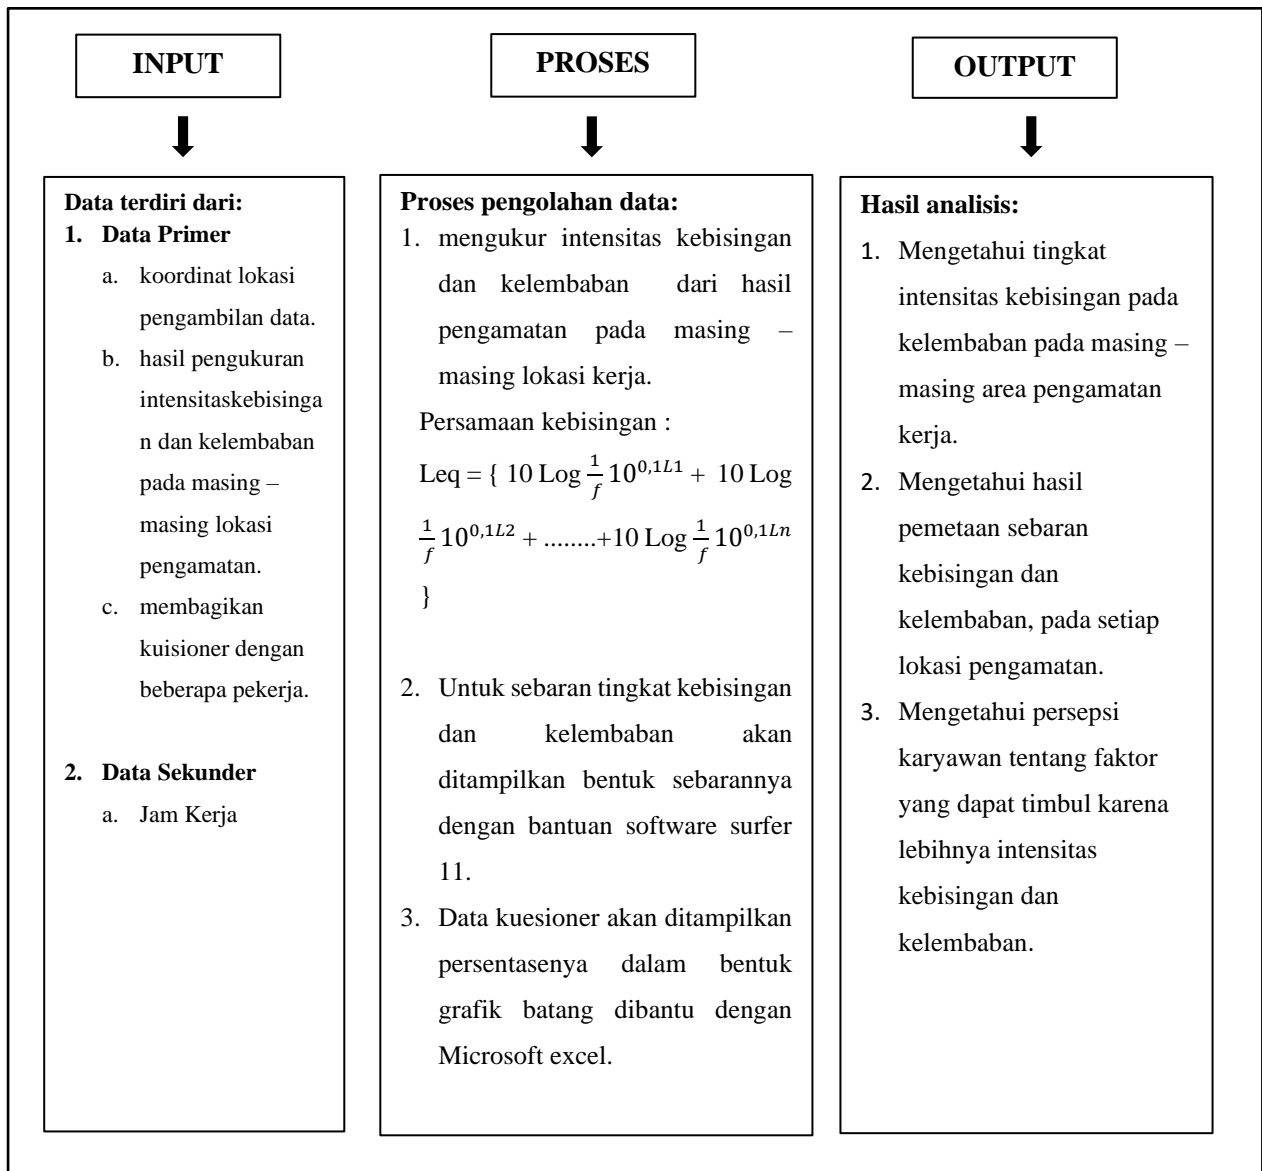 INPUT
Data terdiri dari:
1. Data Primer
a. koordinat lokasi
pengambilan data.
b. hasil pengukuran
intensitaskebisinga
n dan kelembaban
pada masing –
masing lokasi
pengamatan.
c. membagikan
kuisioner dengan
beberapa pekerja.
2. Data Sekunder
a. Jam Kerja
PROSES
Proses pengolahan data:
1. mengukur intensitas kebisingan
dan kelembaban dari hasil
pengamatan pada masing –
masing lokasi kerja.
Persamaan kebisingan :
Leq = { 10 Log $\frac{1}{f}$ $10^{0,1L1}$ + 10 Log
$\frac{1}{f}$ $10^{0,1L2}$ + ........+10 Log $\frac{1}{f}$ $10^{0,1Ln}$
}
2. Untuk sebaran tingkat kebisingan
dan kelembaban akan
ditampilkan bentuk sebarannya
dengan bantuan software surfer
11.
3. Data kuesioner akan ditampilkan
persentasenya dalam bentuk
grafik batang dibantu dengan
Microsoft excel.
OUTPUT
Hasil analisis:
1. Mengetahui tingkat
intensitas kebisingan pada
kelembaban pada masing –
masing area pengamatan
kerja.
2. Mengetahui hasil
pemetaan sebaran
kebisingan dan
kelembaban, pada setiap
lokasi pengamatan.
3. Mengetahui persepsi
karyawan tentang faktor
yang dapat timbul karena
lebihnya intensitas
kebisingan dan
kelembaban.